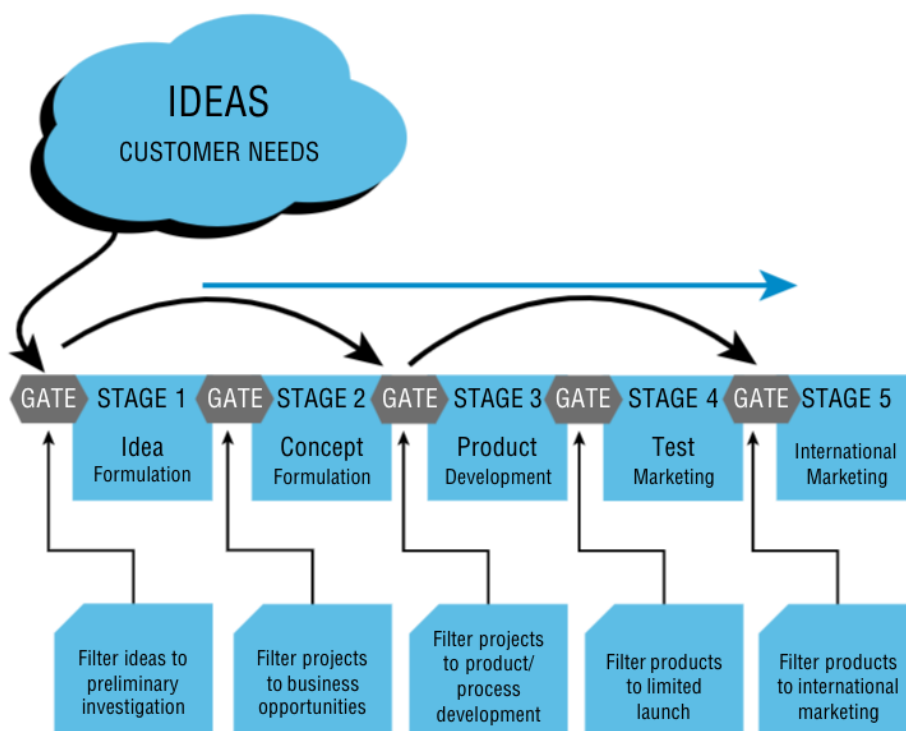 IDEAS
CUSTOMER NEEDS
GATE STAGE 1 GATE STAGE 2 GATE STAGE 3 GATE STAGE 4 GATE STAGE 5
Idea
Formulation
Concept
Formulation
Product
Development
Test
Marketing
International
Marketing
Filter ideas to
preliminary
investigation
Filter projects
to business
opportunities
Filter projects
to product/
process
development
Filter products
to limited
launch
Filter products
to international
marketing